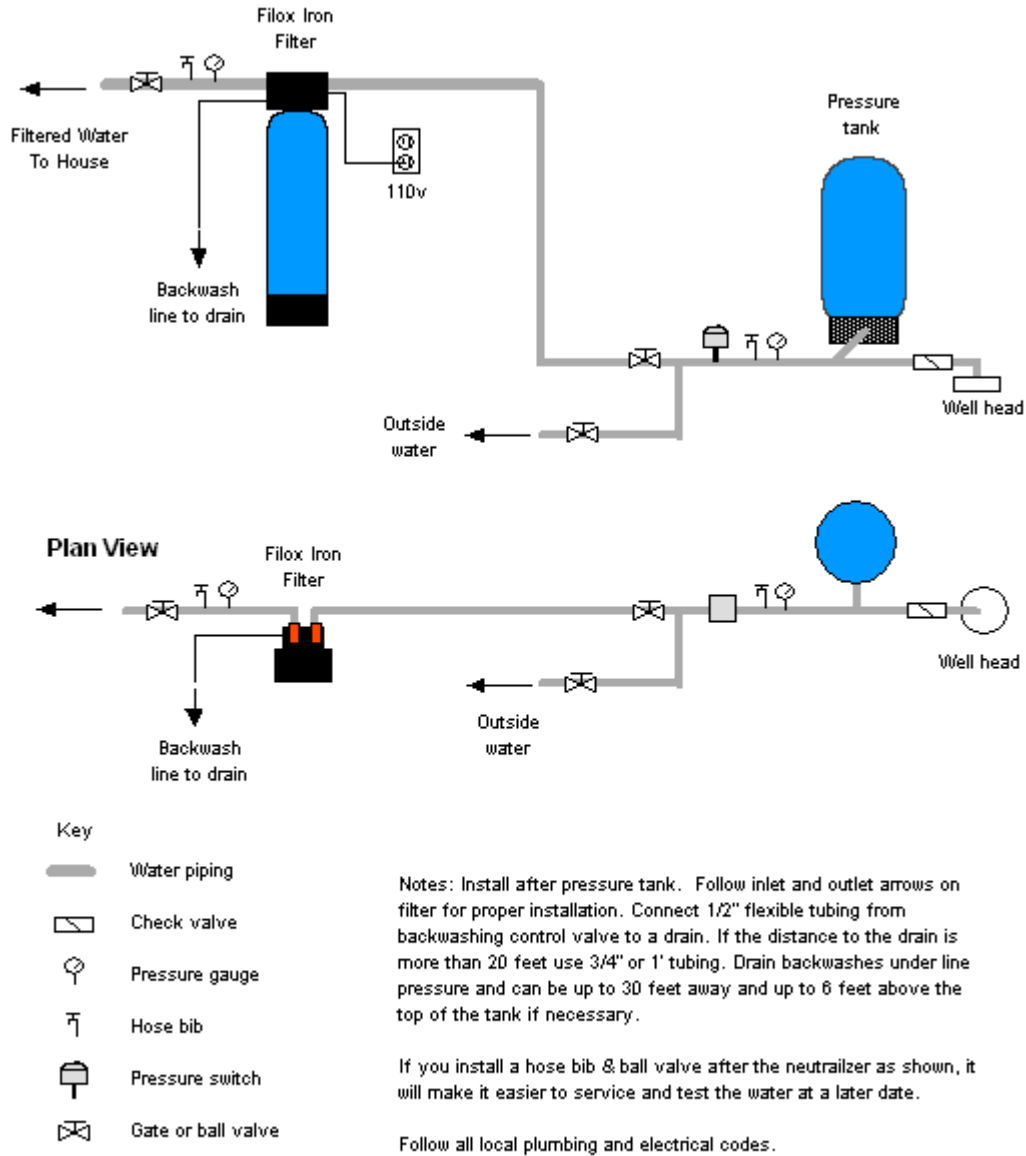 Filox Iron
Filter
Pressure
tank
Filtered Water
To House
110v
Backwash
line to drain
Well head
Outside
water
Plan View
Filox Iron
Filter
Well head
Outside
water
Backwash
line to drain
Key
Water piping
Check valve
Pressure gauge
Hose bib
Pressure switch
Gate or ball valve
Notes: Install after pressure tank. Follow inlet and outlet arrows on
filter for proper installation. Connect 1/2" flexible tubing from
backwashing control valve to a drain. If the distance to the drain is
more than 20 feet use 3/4" or 1' tubing. Drain backwashes under line
pressure and can be up to 30 feet away and up to 6 feet above the
top of the tank if necessary.
If you install a hose bib & ball valve after the neutrailzer as shown, it
will make it easier to service and test the water at a later date.
Follow all local plumbing and electrical codes.